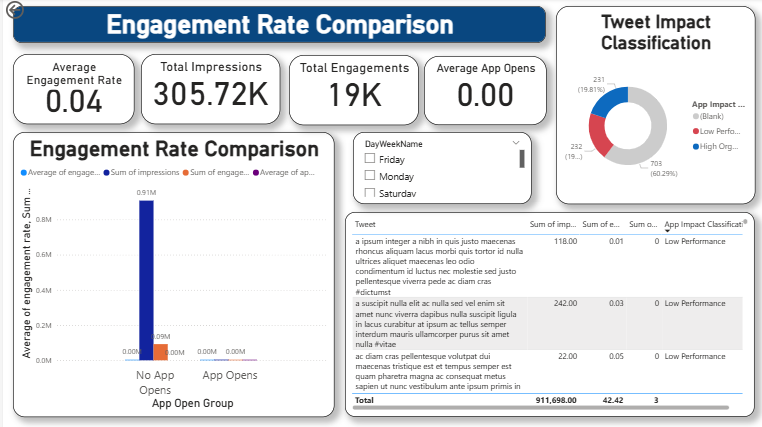 Engagement Rate Comparison
Average
Engagement Rate
0.04
Total Impressions
305.72K
Total Engagements
19K
Average App Opens
0.00
Tweet Impact
Classification
231
(19.81%)
232
(19...)
703
(60.29%)
App Impact ...
(Blank)
Low Perfo...
High Org...
Engagement Rate Comparison
Average of engage...
Sum of impressions
Sum of engage...
Average of ap...
Average of engagement rate, Sum ...
0.8M
0.6M
0.4M
0.2M
0.0M
0.91M
0.00M
0.09M
0.00M
0.00M
0.00M
No App
Opens
App Opens
App Open Group
DayWeekName
Friday
Monday
Saturday
Tweet Sum of imp... Sum of e... Sum o... App Impact Classificati
a ipsum integer a nibh in quis justo maecenas 118.00 0.01 0 Low Performance
rhoncus aliquam lacus morbi quis tortor id nulla
ultrices aliquet maecenas leo odio
condimentum id luctus nec molestie sed justo
pellentesque viverra pede ac diam cras
#dictumst
a suscipit nulla elit ac nulla sed vel enim sit 242.00 0.03 0 Low Performance
amet nunc viverra dapibus nulla suscipit ligula
in lacus curabitur at ipsum ac tellus semper
interdum mauris ullamcorper purus sit amet
nulla #vitae
ac diam cras pellentesque volutpat dui 22.00 0.05 0 Low Performance
maecenas tristique est et tempus semper est
quam pharetra magna ac consequat metus
sapien ut nunc vestibulum ante ipsum primis in
Total 911,698.00 42.42 3